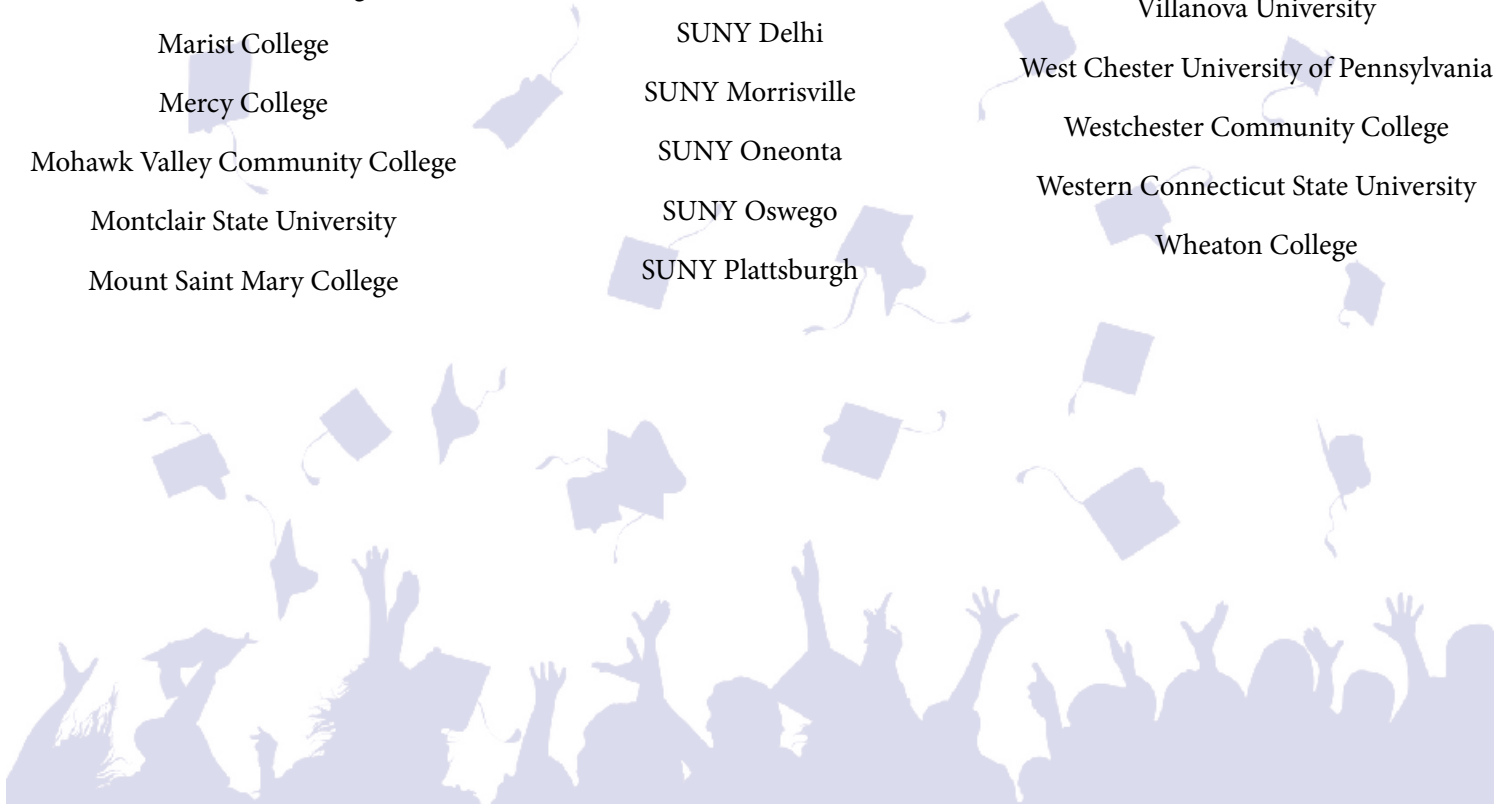 Marist College
Mercy College
Mohawk Valley Community College
Montclair State University
Mount Saint Mary College
SUNY Delhi
SUNY Morrisville
SUNY Oneonta
SUNY Oswego
SUNY Plattsburgh
Villanova University
West Chester University of Pennsylvania
Westchester Community College
Western Connecticut State University
Wheaton College